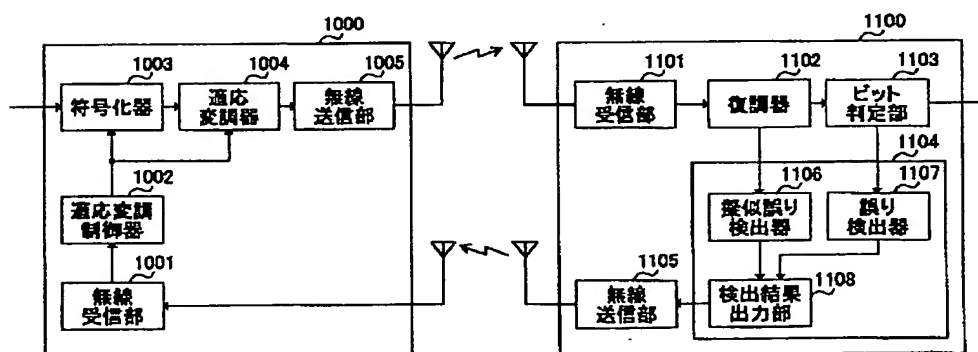 1000
1003
1004
1005
符号化器
適応
変調器
無線
送信部
1002
適応変調
制御器
1001
無線
受信部
1100
1101
1102
1103
無線
受信部
復調器
ビット
判定部
1104
1106
1107
擬似誤り
検出器
誤り
検出器
1105
無線
送信部
検出結果
出力部
1108